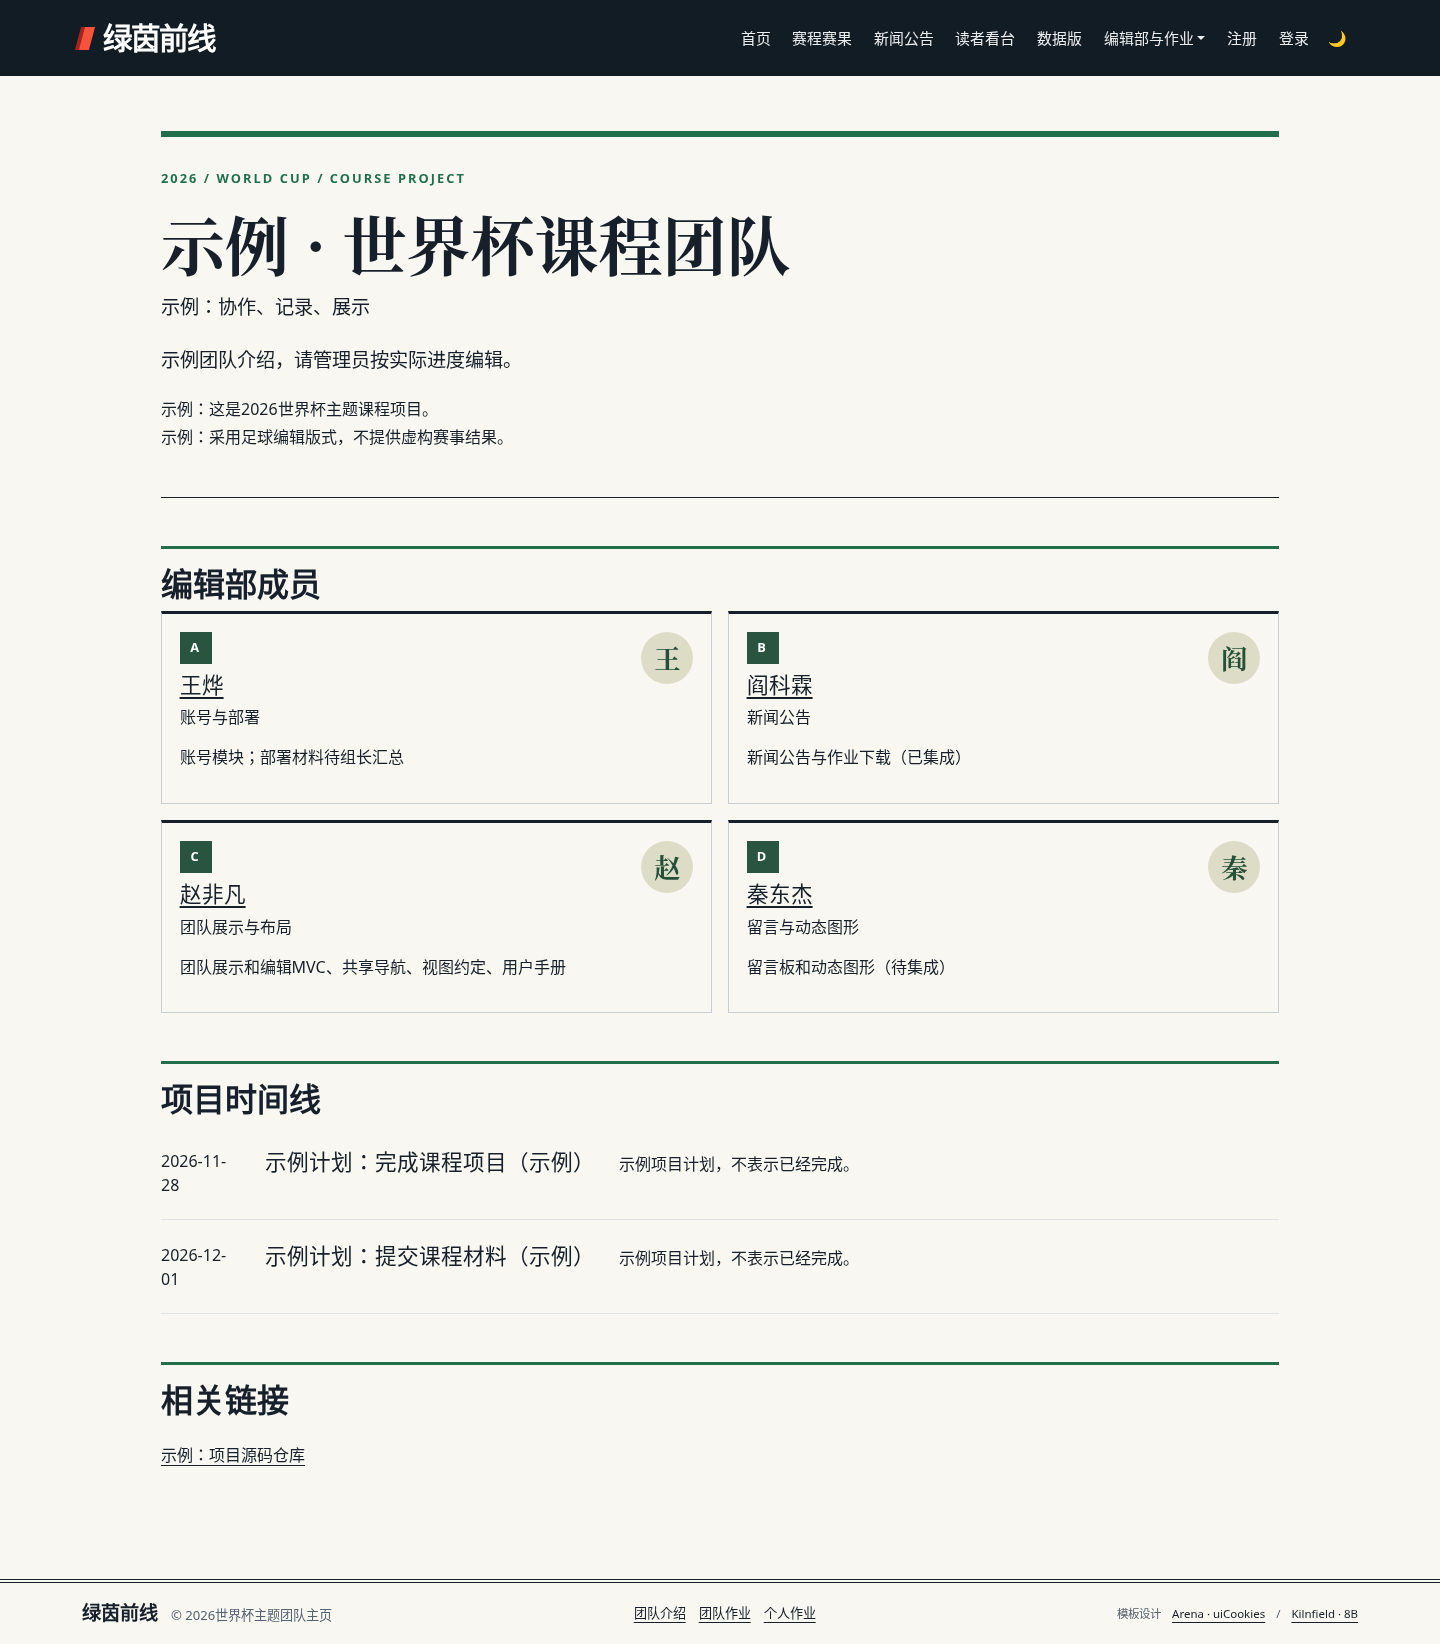 绿茵前线
首页 赛程赛果 新闻公告 读者看台 数据版 编辑部与作业 注册 登录
2026 / WORLD CUP / COURSE PROJECT
示例 · 世界杯课程团队
示例：协作、记录、展示
示例团队介绍，请管理员按实际进度编辑。
示例：这是2026世界杯主题课程项目。
示例：采用足球编辑版式，不提供虚构赛事结果。
编辑部成员
A
王
王烨
账号与部署
账号模块；部署材料待组长汇总
B
阎
阎科霖
新闻公告
新闻公告与作业下载（已集成）
C
赵
赵非凡
团队展示与布局
团队展示和编辑MVC、共享导航、视图约定、用户手册
D
秦
秦东杰
留言与动态图形
留言板和动态图形（待集成）
项目时间线
2026-11-
28
示例计划：完成课程项目（示例）
示例项目计划，不表示已经完成。
2026-12-
01
示例计划：提交课程材料（示例）
示例项目计划，不表示已经完成。
相关链接
示例：项目源码仓库
绿茵前线 © 2026世界杯主题团队主页
团队介绍 团队作业 个人作业
模板设计 Arena · uiCookies / Kilnfield · 8B